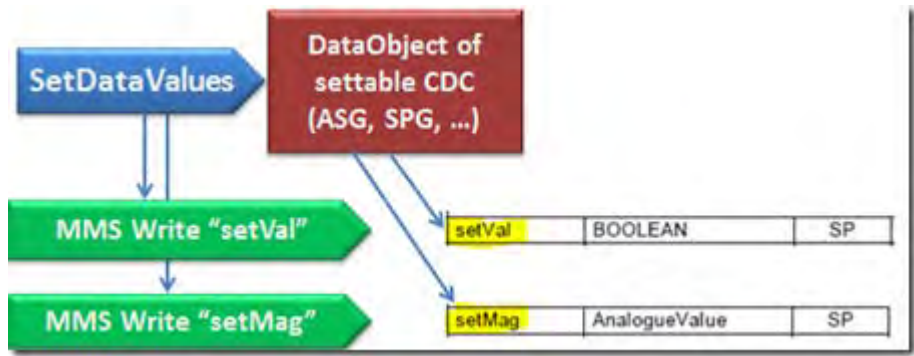 SetDataValues
DataObject of
settable CDC
(ASG, SPG, ...)
MMS Write “setVal”
setVal BOOLEAN SP
MMS Write “setMag”
setMag AnalogueValue SP